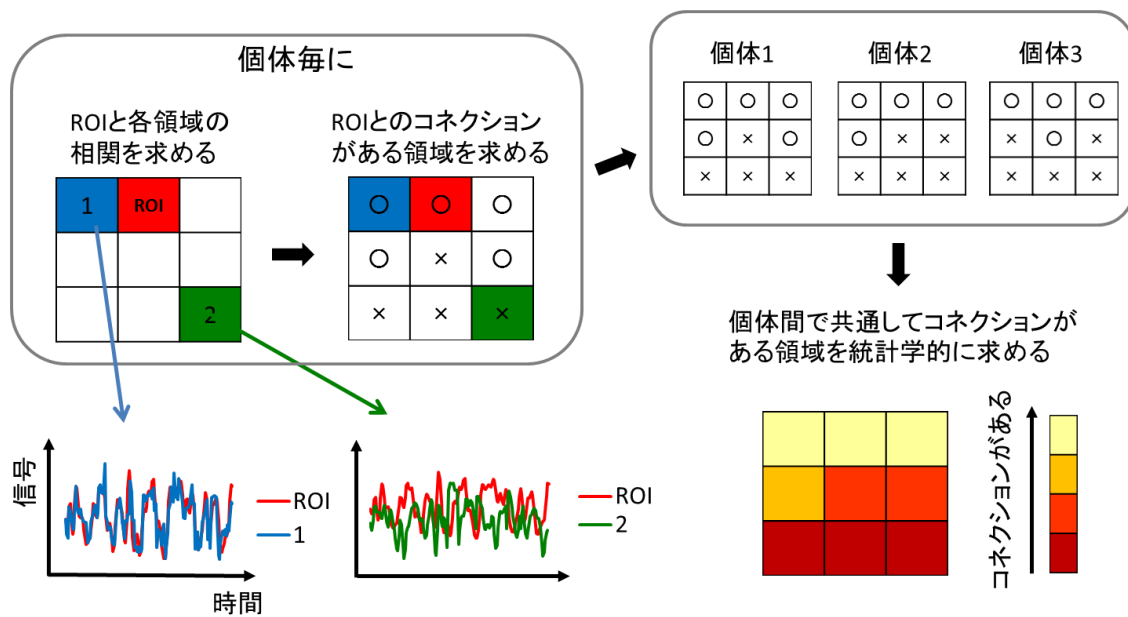 個体毎に
ROIと各領域の
相関を求める
1 ROI
2
ROIとのコネクション
がある領域を求める
○ ○ ○
○ × ○
× × ×
個体1
○ ○ ○
○ × ○
× × ×
個体2
○ ○ ○
○ × ×
× × ×
個体3
○ ○ ○
× ○ ×
× × ×
信号
時間
ROI
1
ROI
2
個体間で共通してコネクションが
ある領域を統計学的に求める
コネクションがある